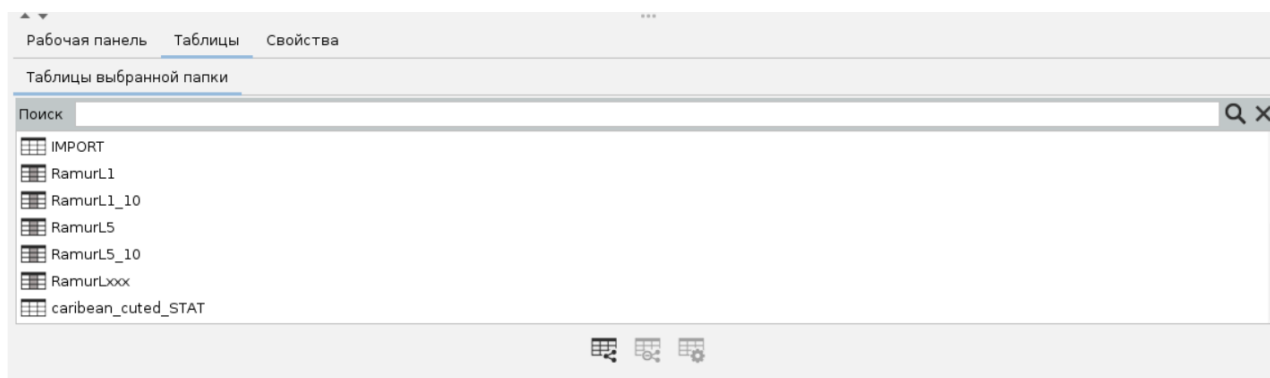 Рабочая панель Таблицы Свойства
Таблицы выбранной папки
Поиск
IMPORT
RamurL1
RamurL1_10
RamurL5
RamurL5_10
RamurLxxx
caribean_cuted_STAT